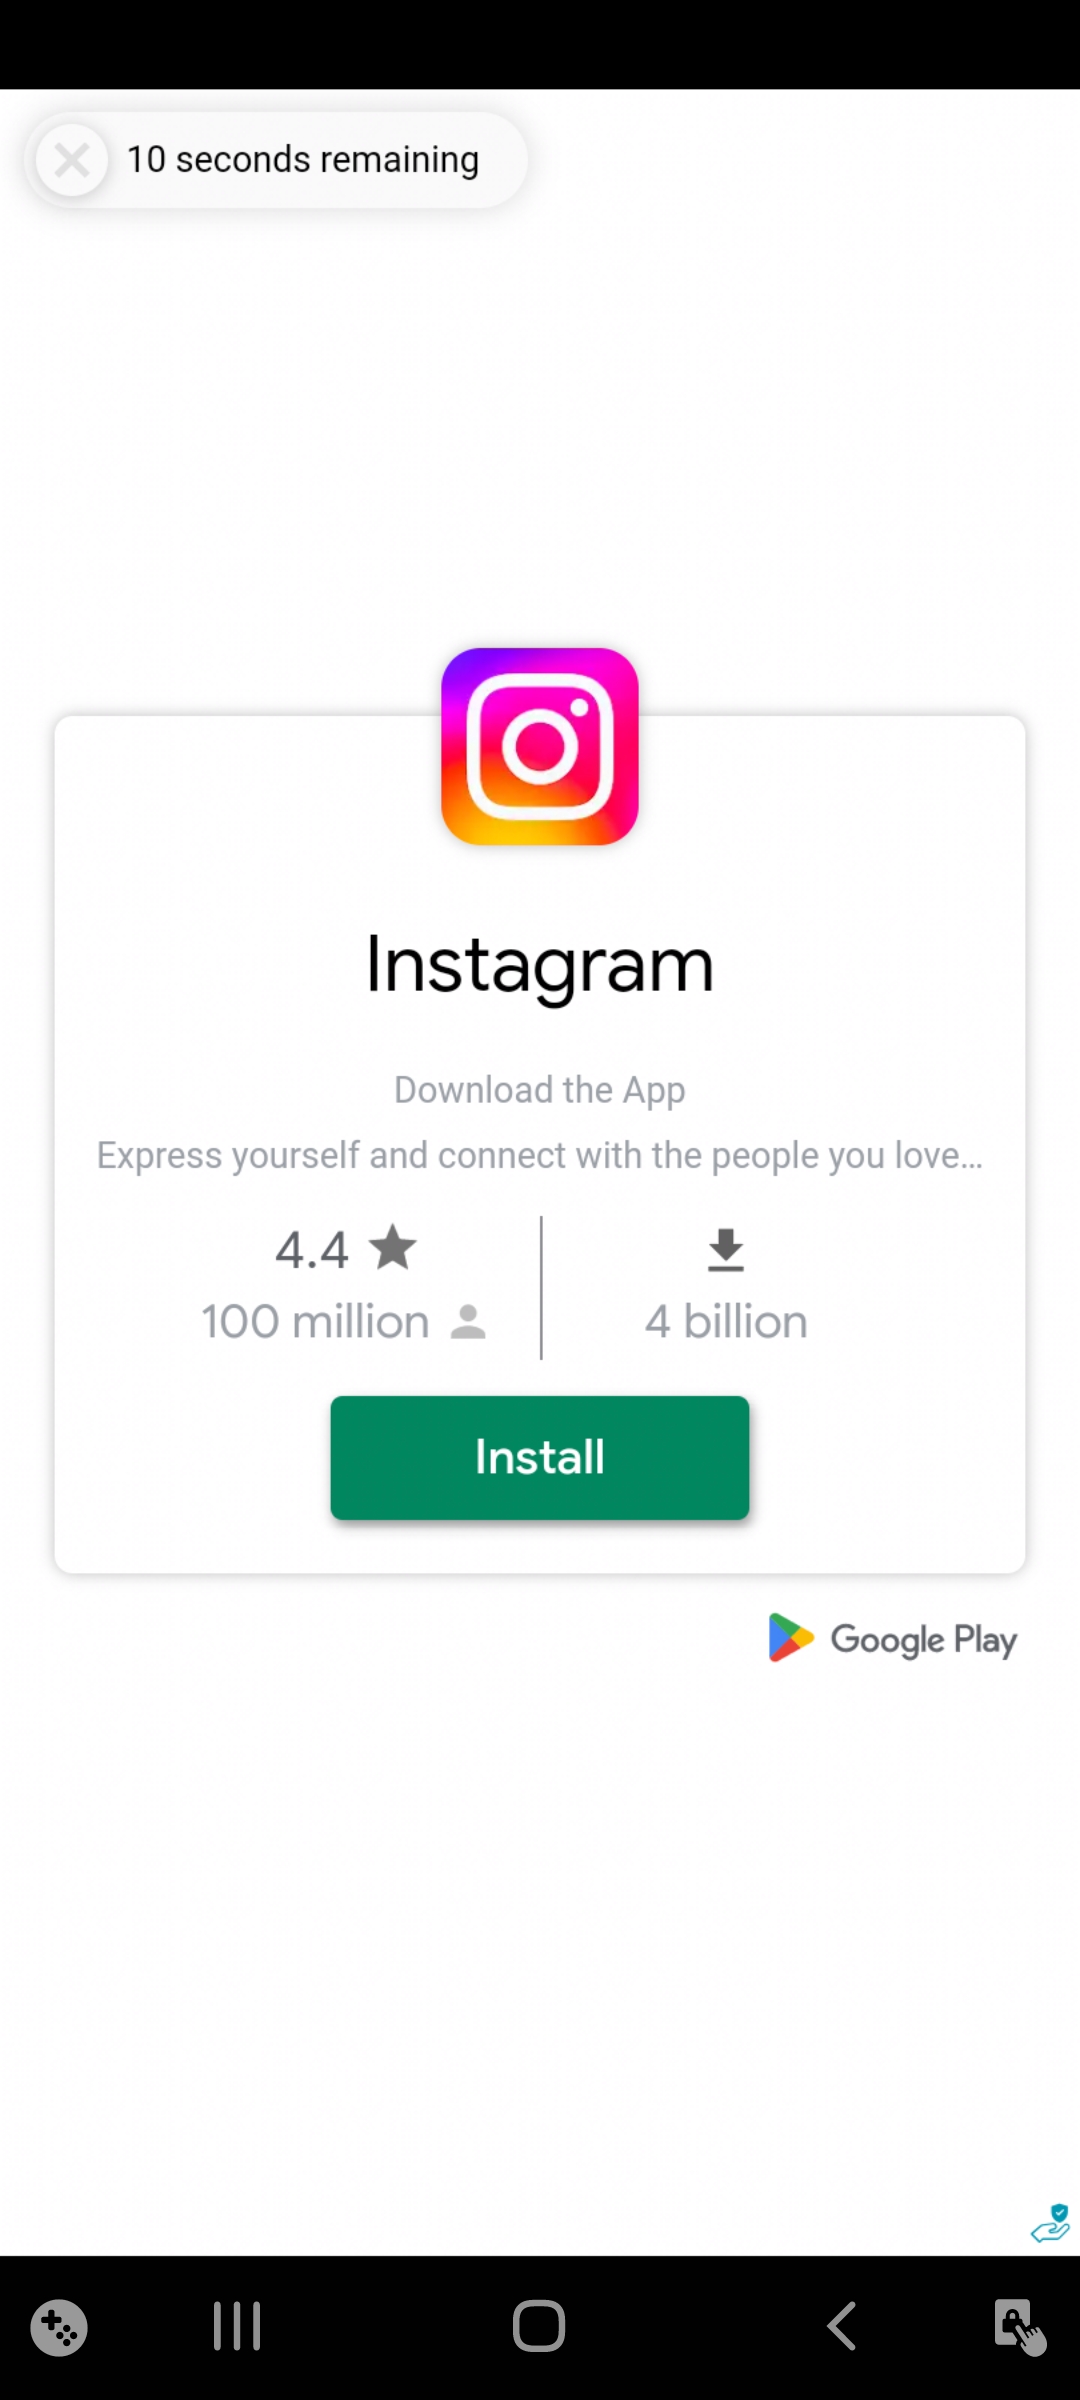 10 seconds remaining
Instagram
Download the App
Express yourself and connect with the people you love...
4.4
100 million
4 billion
Install
Google Play